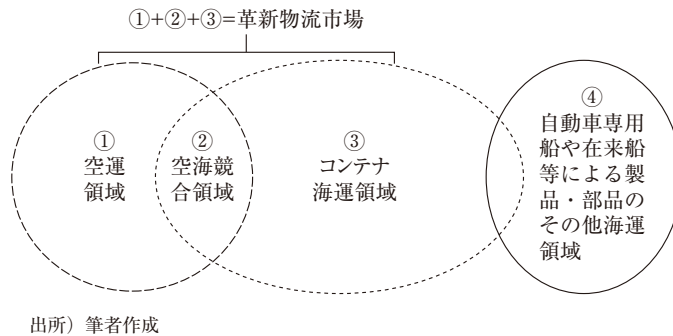 ①+②+③=革新物流市場
①
空運
領域
②
空海競
合領域
③
コンテナ
海運領域
④
自動車専用
船や在来船
等による製
品・部品の
その他海運
領域
出所）筆者作成